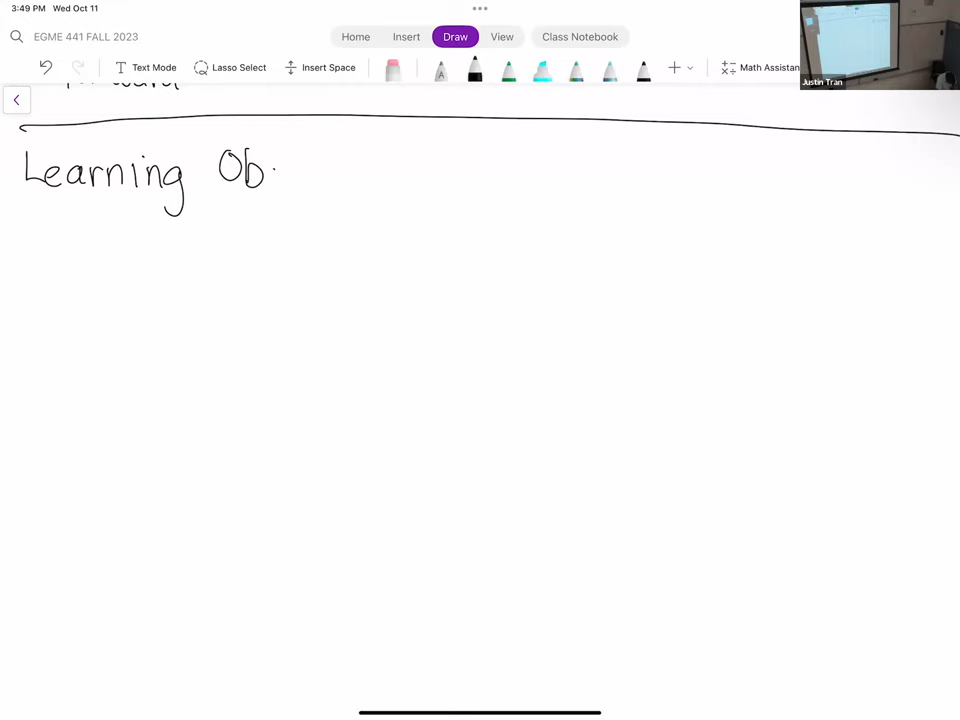 3:49 PM Wed Oct 11
EGME 441 FALL 2023
Home Insert Draw View Class Notebook
Text Mode Lasso Select Insert Space A Math Assistan
Justin Tran
Learning Ob